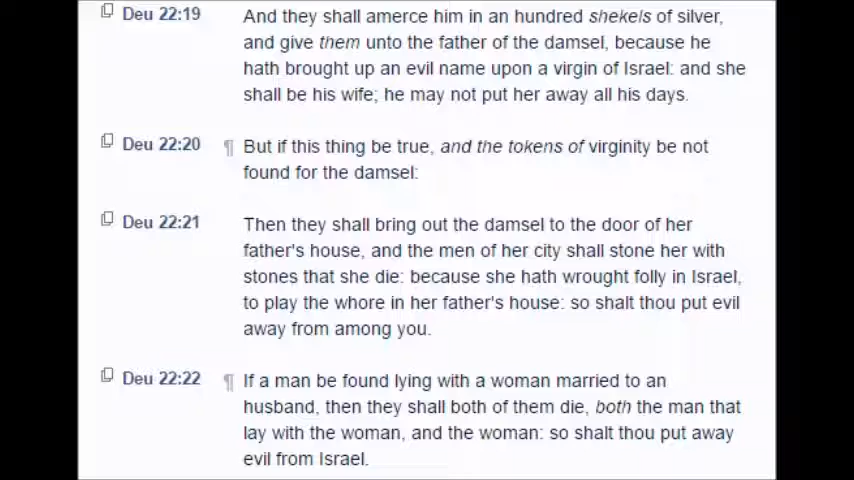 Deu 22:19 And they shall amerce him in an hundred shekels of silver,
and give them unto the father of the damsel, because he
hath brought up an evil name upon a virgin of Israel: and she
shall be his wife; he may not put her away all his days.
Deu 22:20 ¶ But if this thing be true, and the tokens of virginity be not
found for the damsel:
Deu 22:21 Then they shall bring out the damsel to the door of her
father's house, and the men of her city shall stone her with
stones that she die: because she hath wrought folly in Israel,
to play the whore in her father's house: so shalt thou put evil
away from among you.
Deu 22:22 ¶ If a man be found lying with a woman married to an
husband, then they shall both of them die, both the man that
lay with the woman, and the woman: so shalt thou put away
evil from Israel.